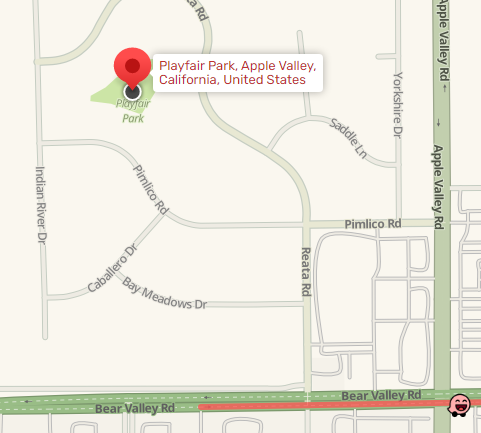 ta Rd
Apple Valley Rd
Playfair Park, Apple Valley,
California, United States
Playfair
Park
Yorkshire Dr
Saddle Ln
Apple Valley Rd
Indian River Dr
Pimlico Rd
Pimlico Rd
Caballero Dr
Reata Rd
Bay Meadows Dr
Bear Valley Rd
Bear Valley Rd